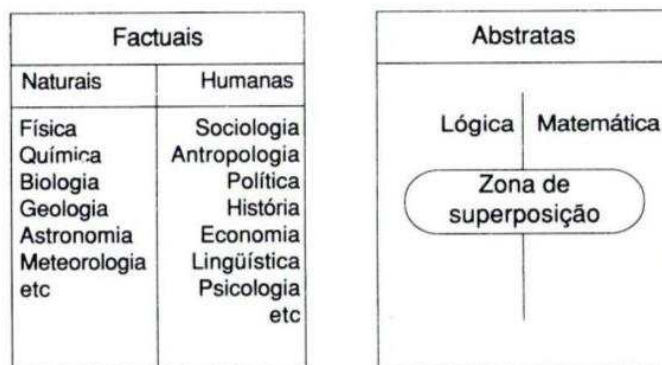 Factuais
Naturais
Humanas
Física
Química
Biologia
Geologia
Astronomia
Meteorologia
etc
Sociologia
Antropologia
Política
História
Economia
Lingüística
Psicologia
etc
Abstratas
Lógica
Matemática
Zona de
superposição